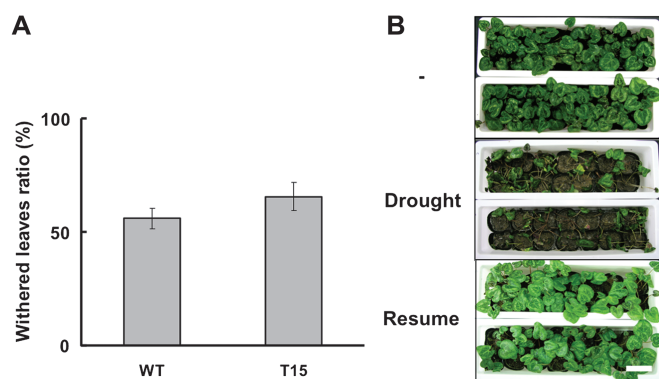 A
B
Withered leaves ratio (%)
100
50
0
WT
T15
-
Drought
Resume